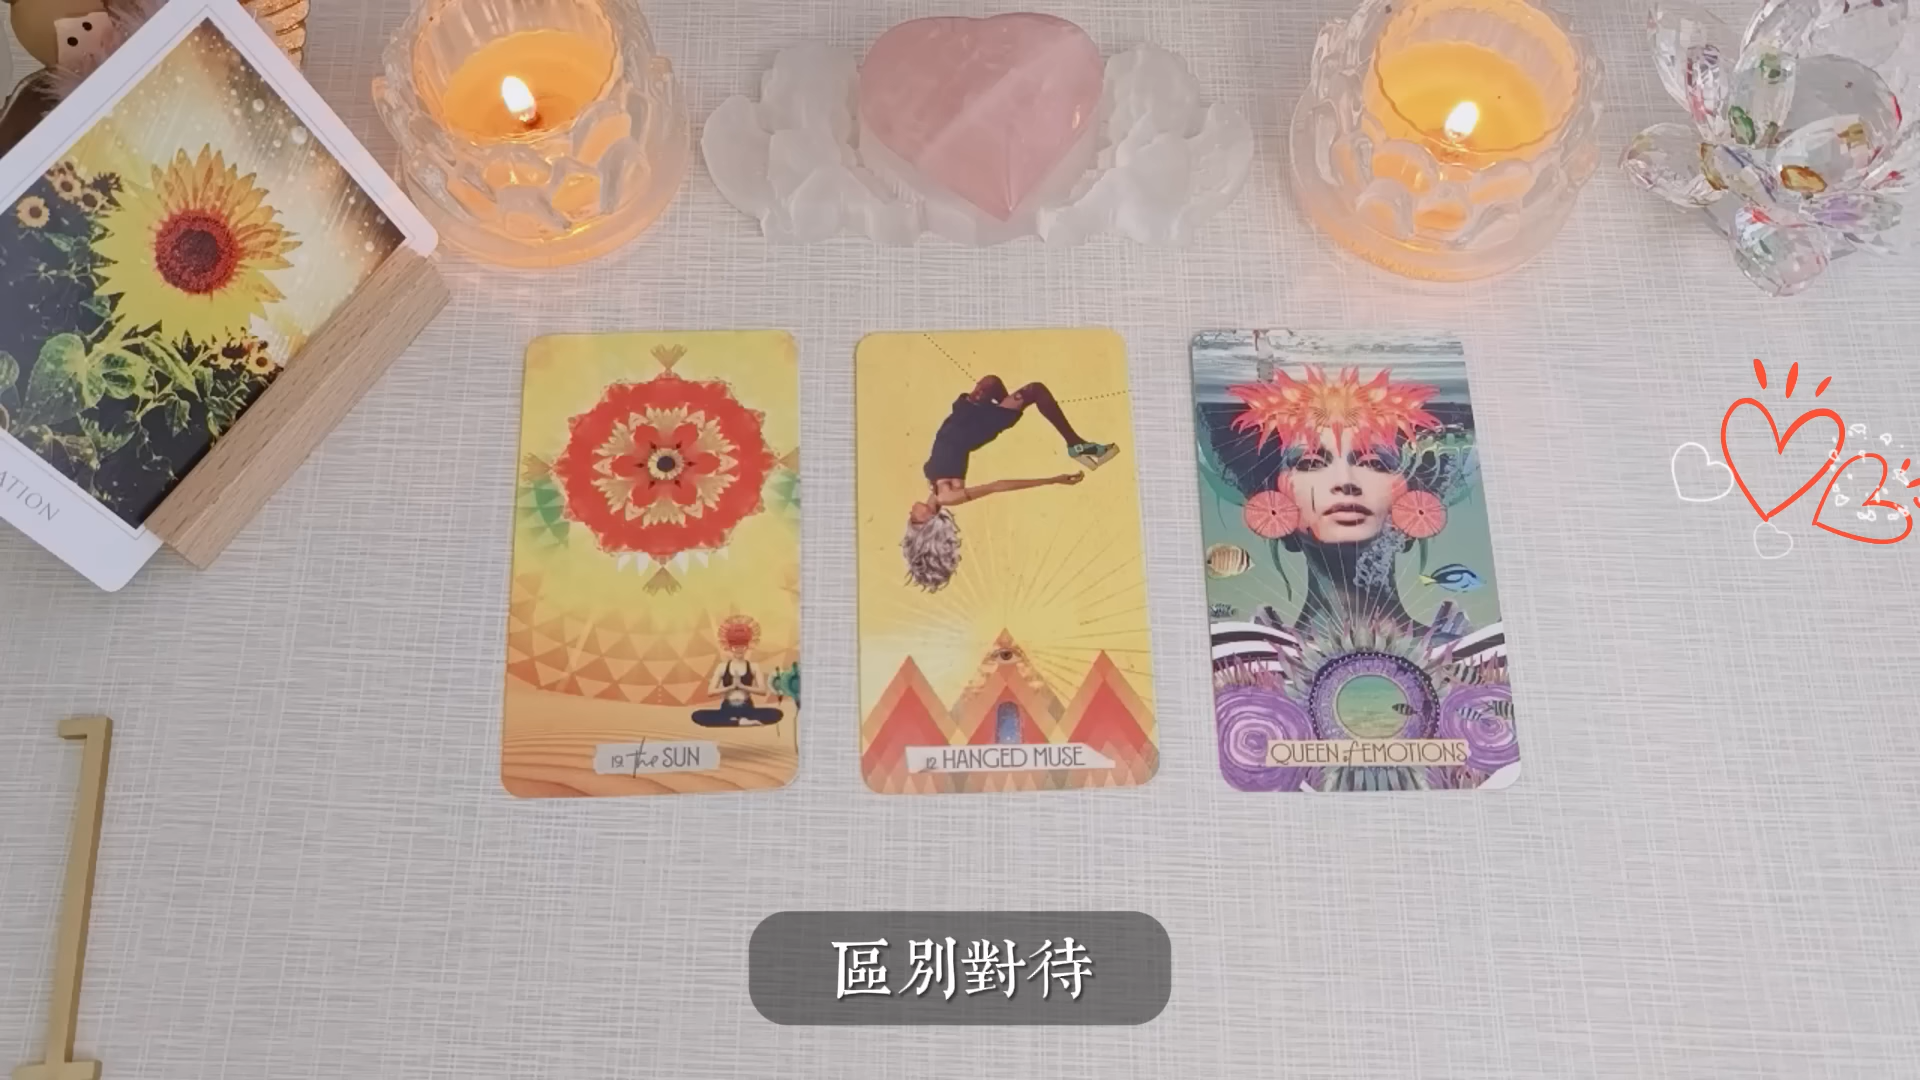 ATION
19. the SUN
12. HANGED MUSE
QUEEN of EMOTIONS
區別對待